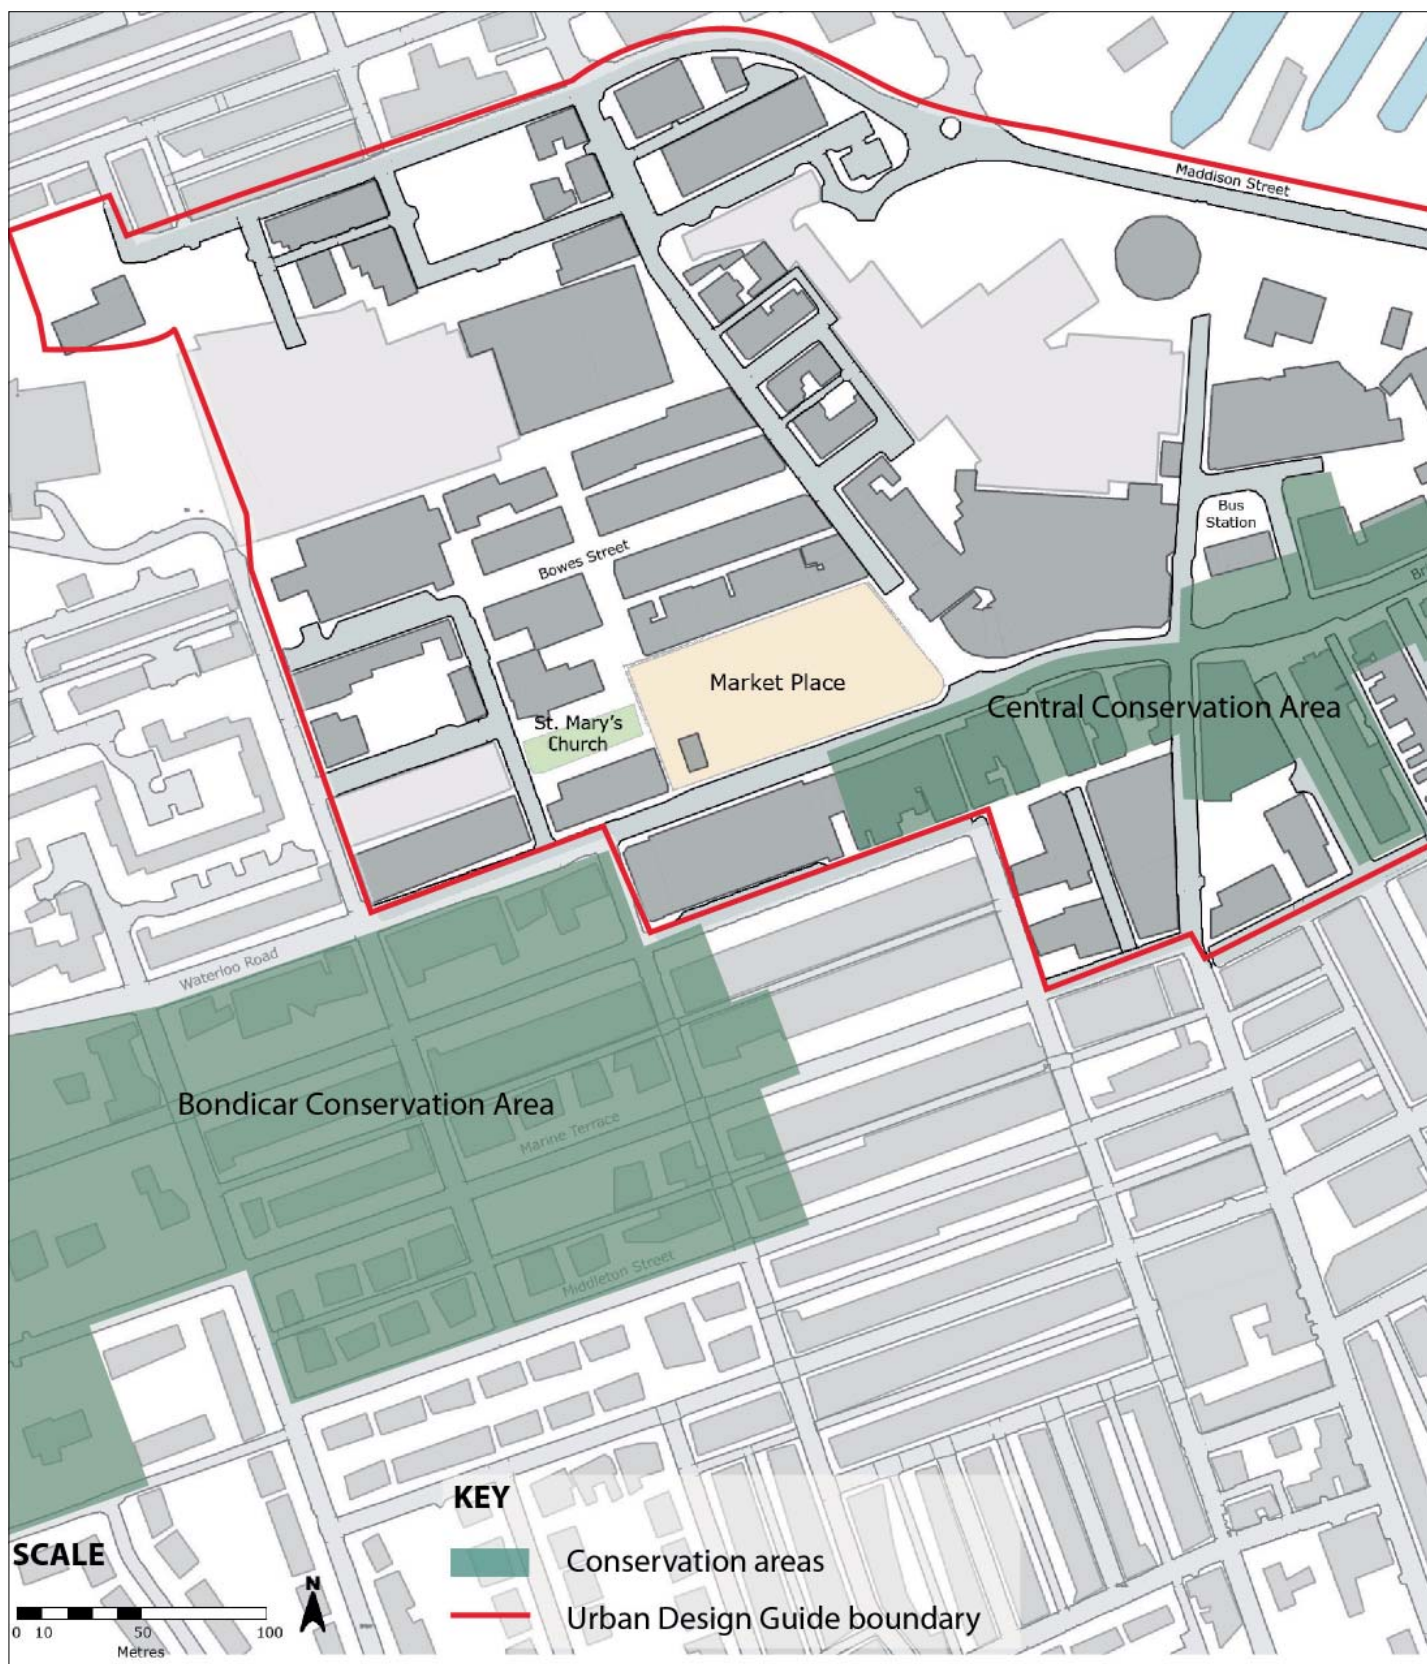 Maddison Street
Bus
Station
Bowes Street
Br
Market Place
Central Conservation Area
St. Mary's
Church
Waterloo Road
Bondicar Conservation Area
Marine Terrace
Middleton Street
KEY
Conservation areas
Urban Design Guide boundary
SCALE
N
0 10 50 100
Metres